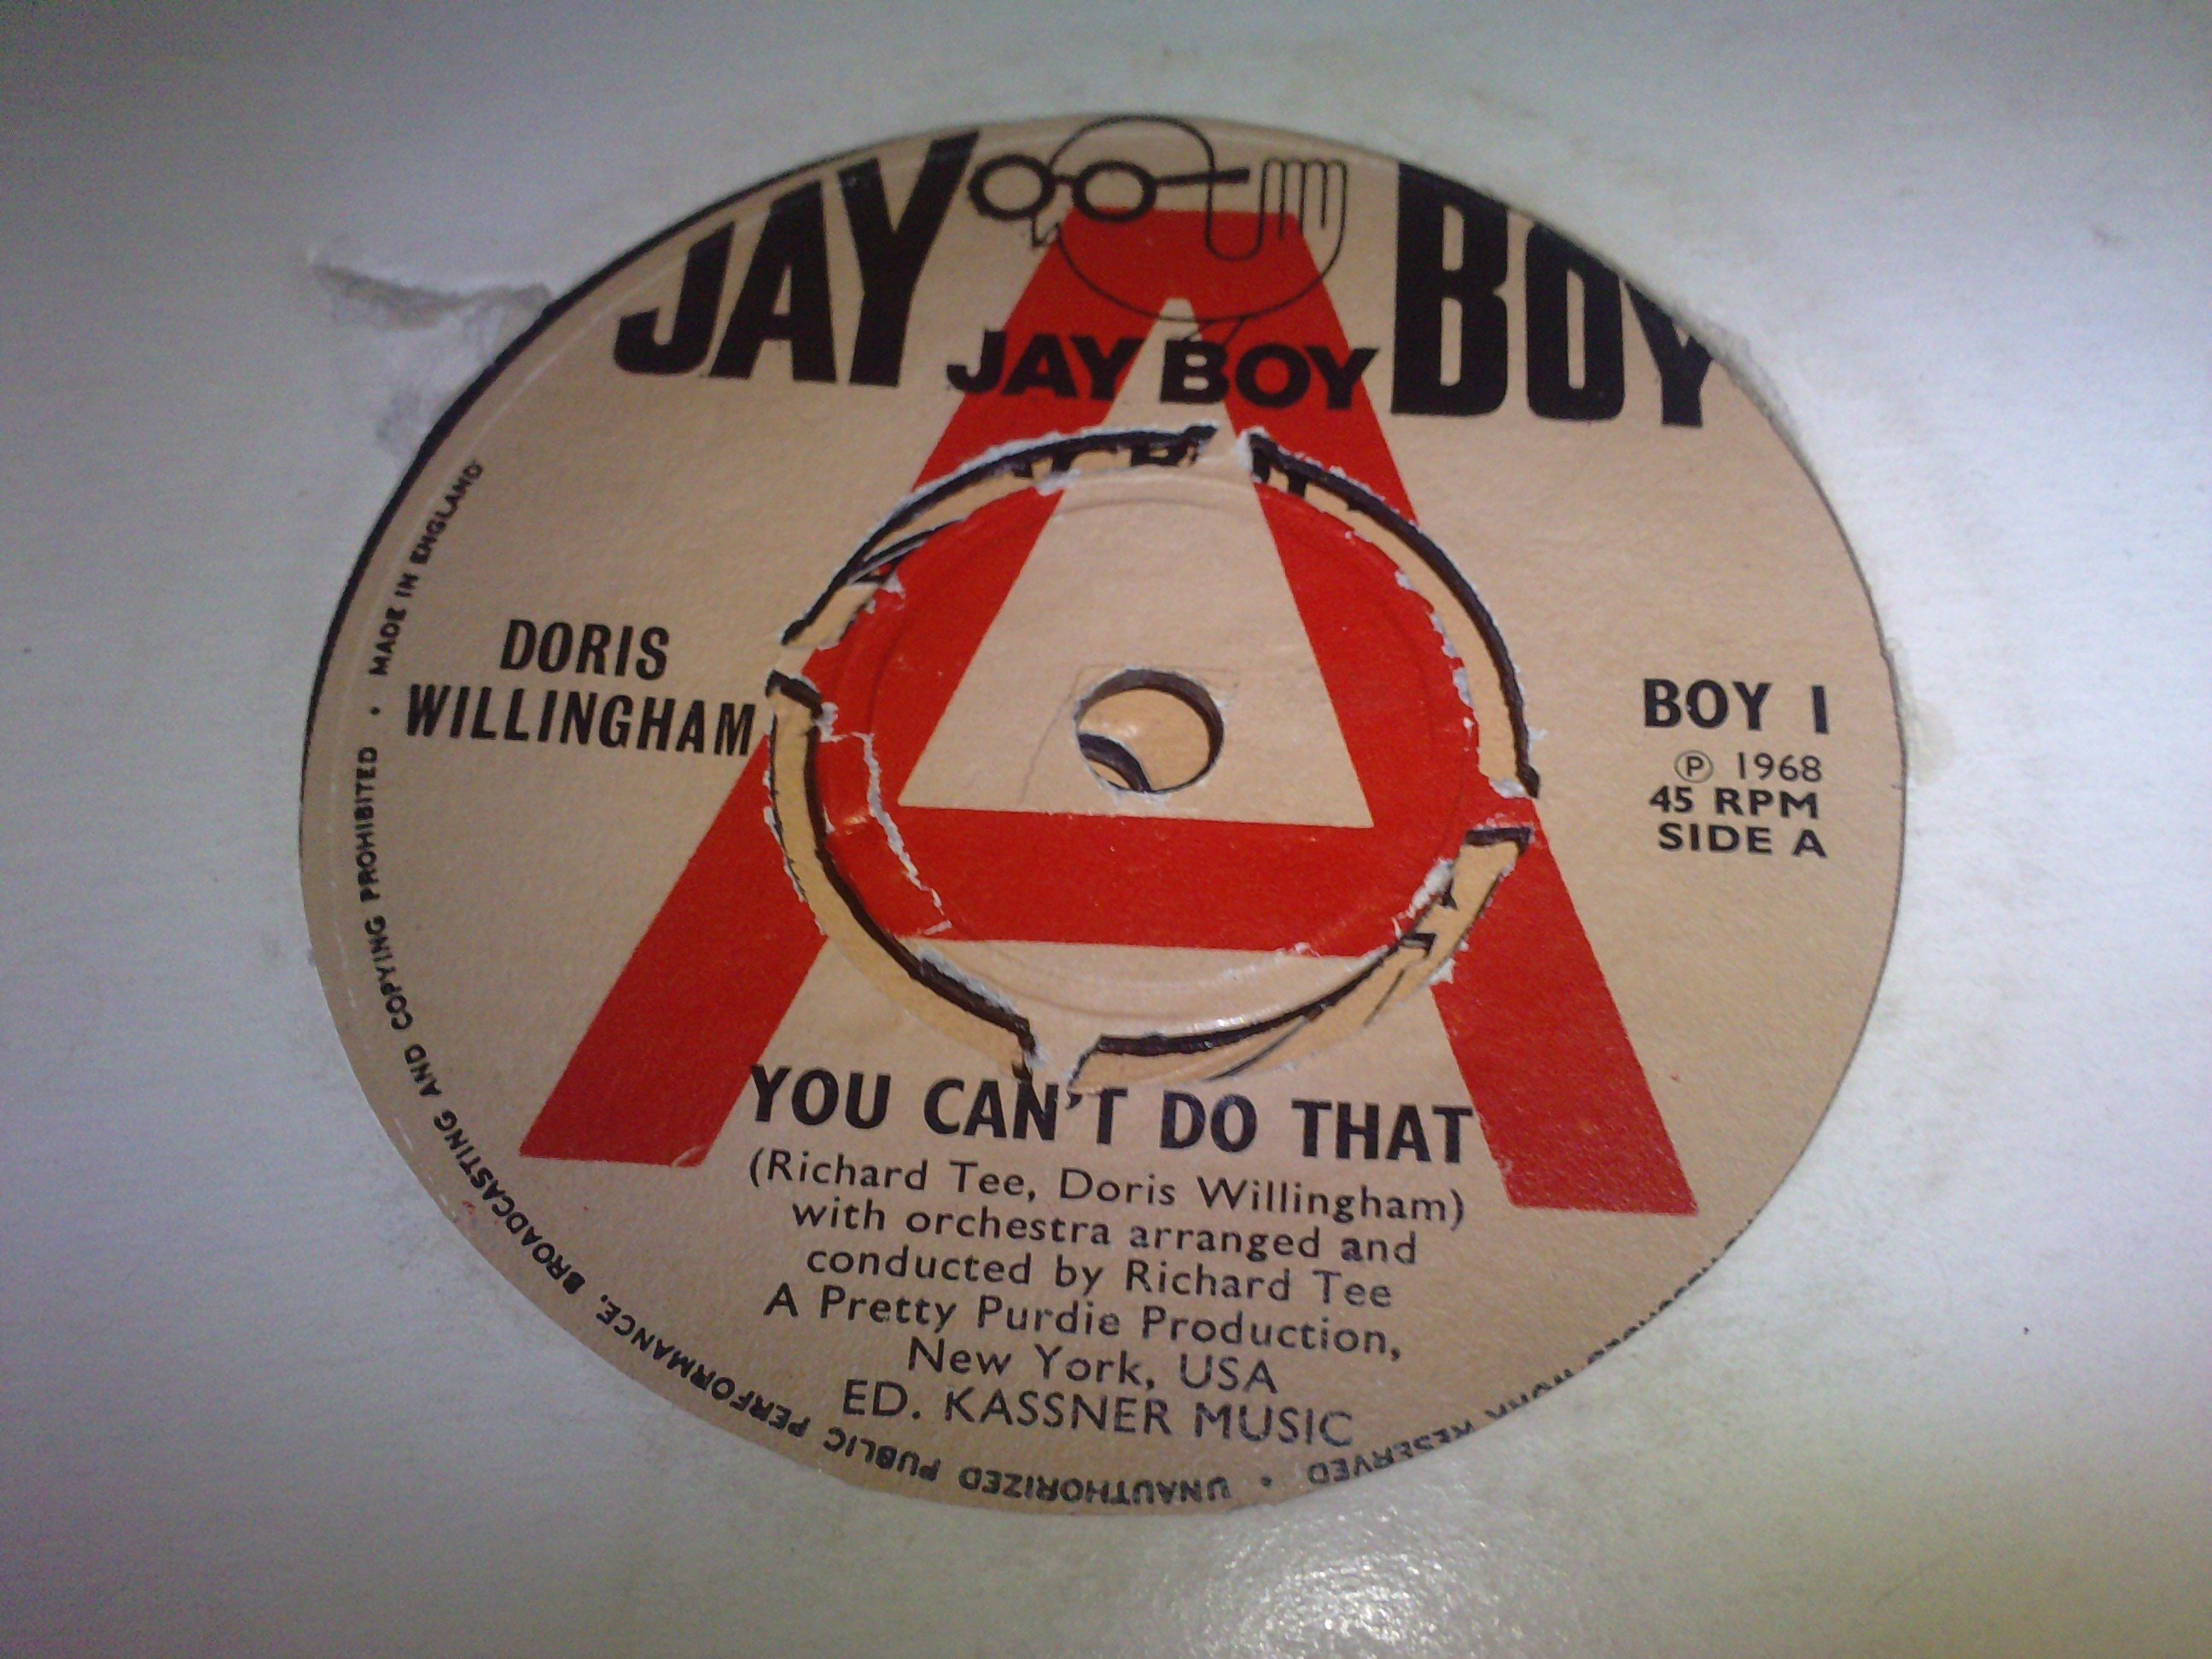 JAY BOY
JAY BOY
DORIS
WILLINGHAM
BOY 1
℗ 1968
45 RPM
SIDE A
YOU CAN'T DO THAT
(Richard Tee, Doris Willingham)
with orchestra arranged and
conducted by Richard Tee
A Pretty Purdie Production,
New York, USA
ED. KASSNER MUSIC
RESERVED • UNAUTHORIZED PUBLIC PERFORMANCE, BROADCASTING AND COPYING PROHIBITED • MADE IN ENGLAND